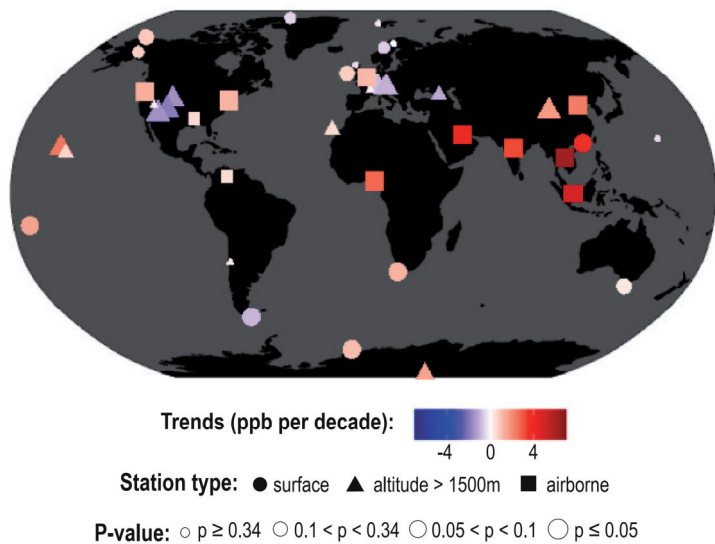 Trends (ppb per decade):
-4 0 4
Station type: surface altitude > 1500m airborne
P-value: p ≥ 0.34 0.1 < p < 0.34 0.05 < p < 0.1 p ≤ 0.05